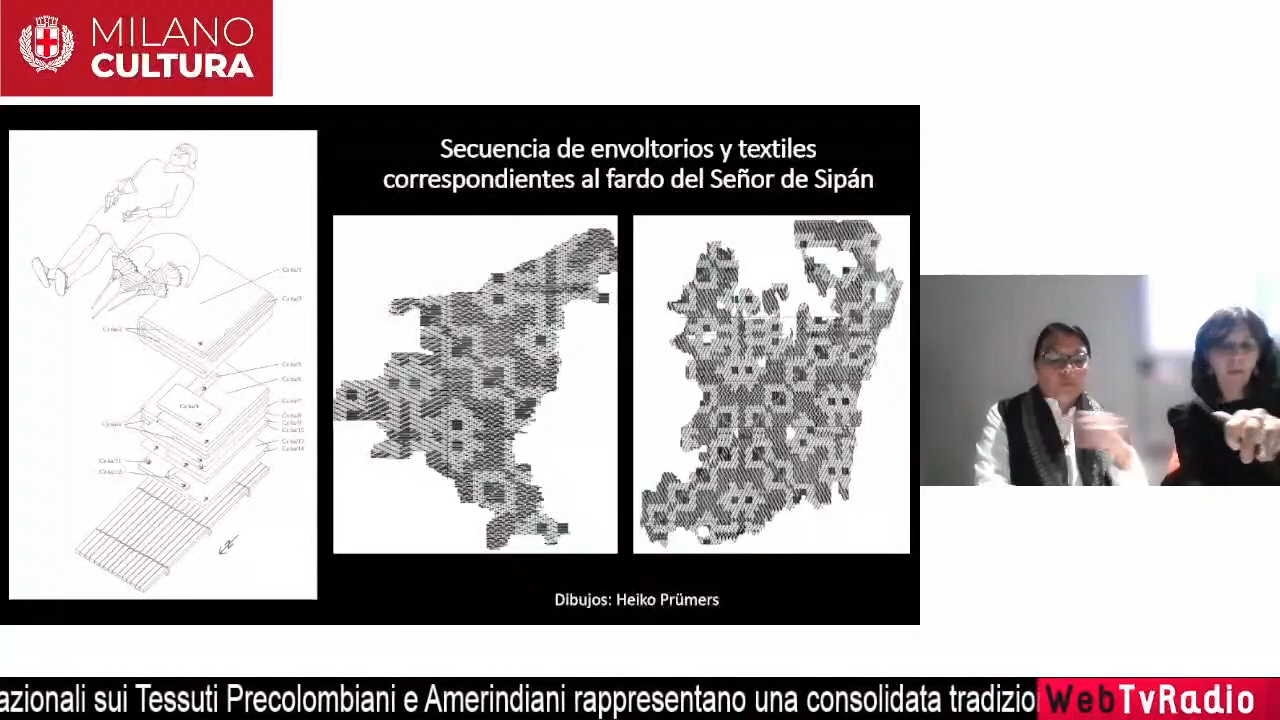 MILANO
CULTURA
Secuencia de envoltorios y textiles
correspondientes al fardo del Señor de Sipán
Dibujos: Heiko Prümers
azionali sui Tessuti Precolombiani e Amerindiani rappresentano una consolidata tradizio
WebTvRadio